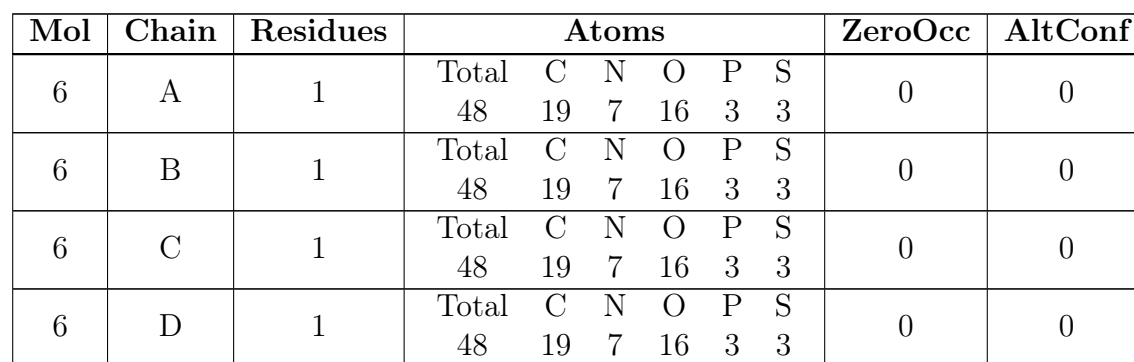 Mol Chain Residues Atoms ZeroOcc AltConf
6 A 1 Total C N O P S 0 0
48 19 7 16 3 3
6 B 1 Total C N O P S 0 0
48 19 7 16 3 3
6 C 1 Total C N O P S 0 0
48 19 7 16 3 3
6 D 1 Total C N O P S 0 0
48 19 7 16 3 3